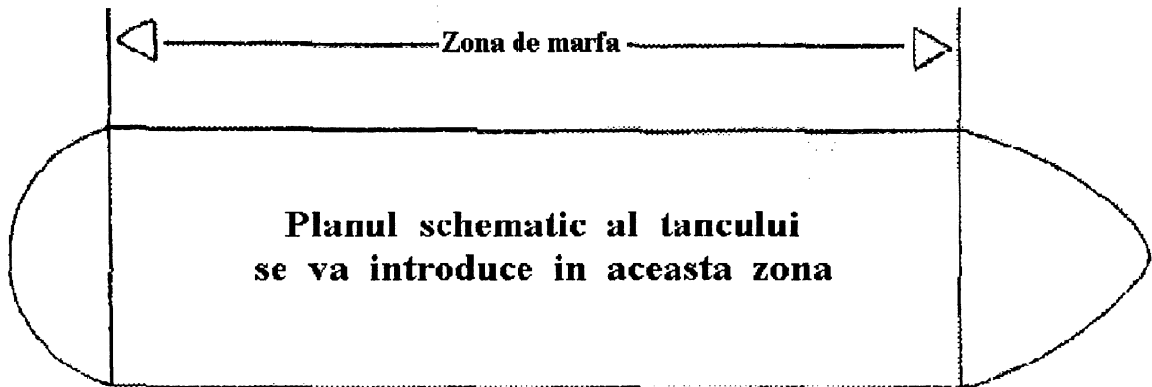 Zona de marfa
Planul schematic al tancului
se va introduce in aceasta zona